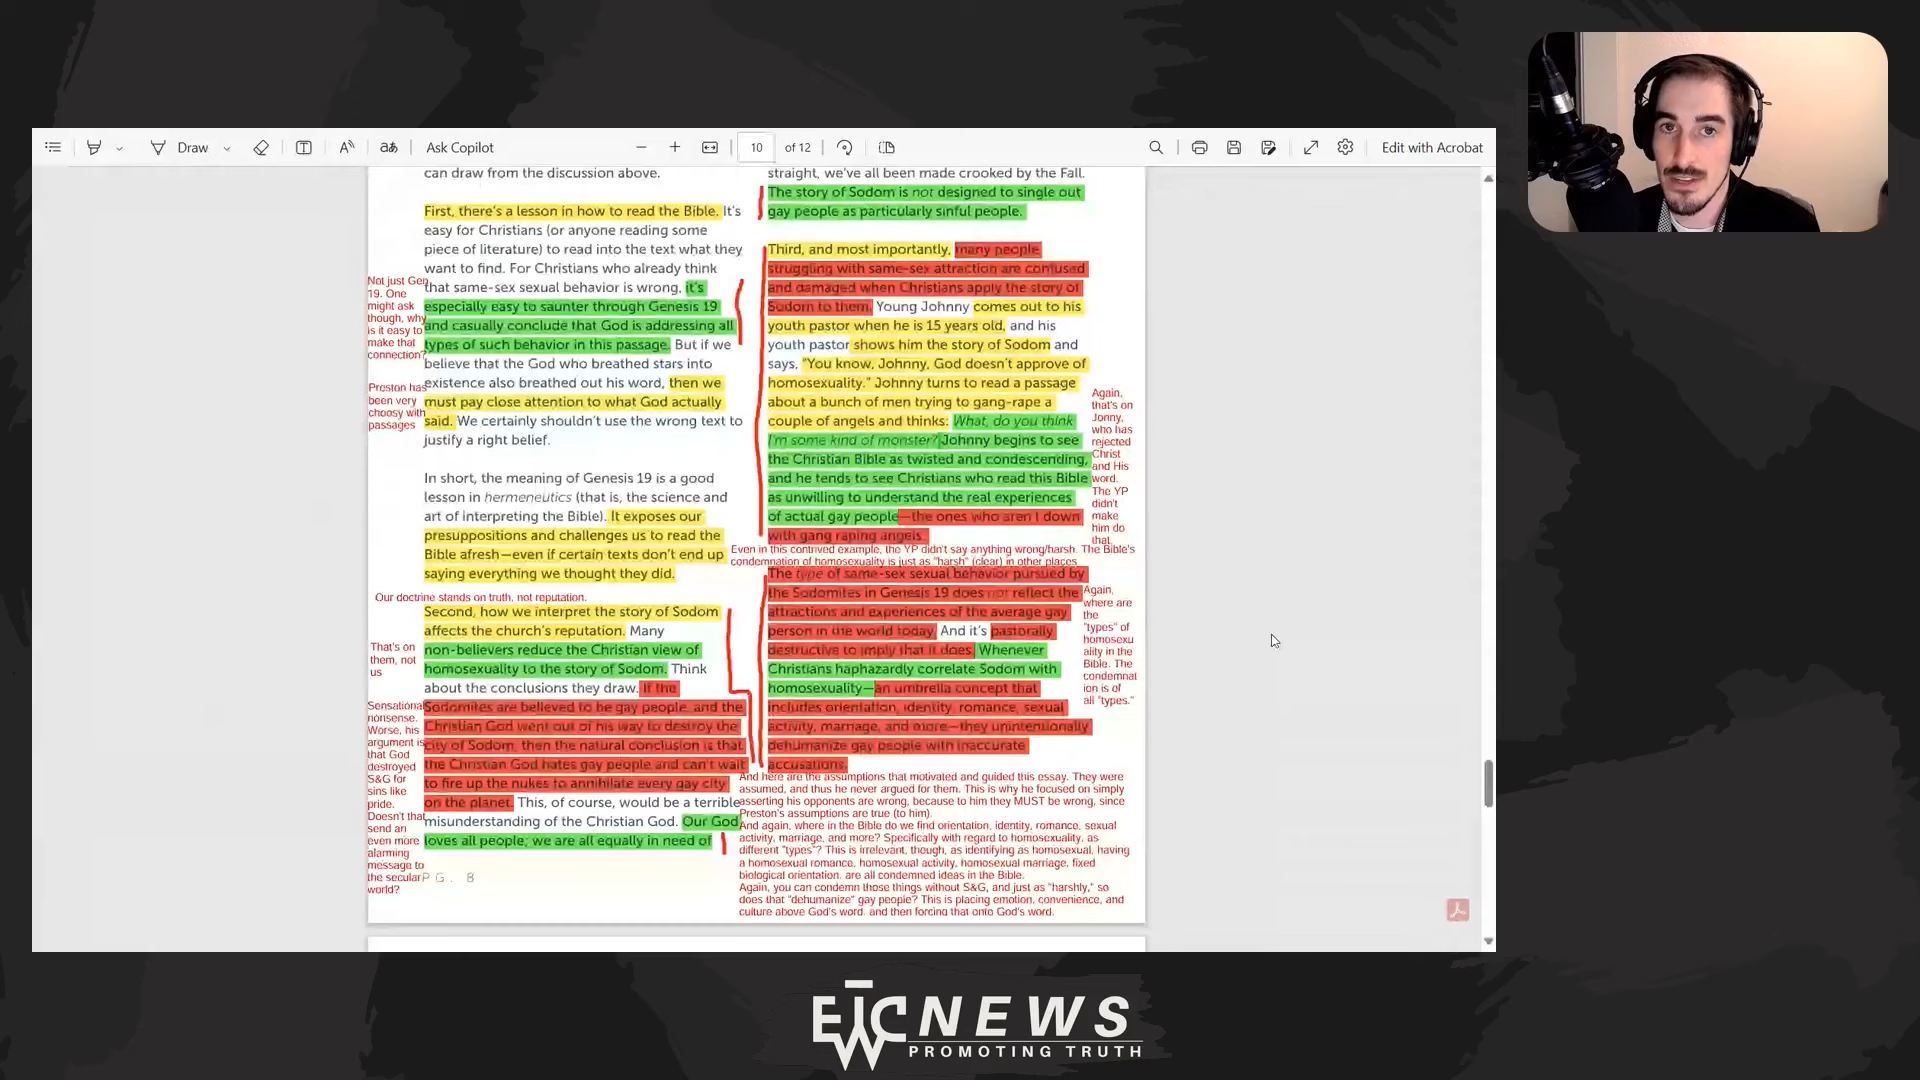 Draw
Ask Copilot
10
of 12
Edit with Acrobat
can draw from the discussion above.
First, there's a lesson in how to read the Bible. It's
easy for Christians (or anyone reading some
piece of literature) to read into the text what they
want to find. For Christians who already think
that same-sex sexual behavior is wrong, it's
especially easy to saunter through Genesis 19
and casually conclude that God is addressing all
types of such behavior in this passage. But if we
believe that the God who breathed stars into
existence also breathed out his word, then we
must pay close attention to what God actually
said. We certainly shouldn't use the wrong text to
justify a right belief.
In short, the meaning of Genesis 19 is a good
lesson in hermeneutics (that is, the science and
art of interpreting the Bible). It exposes our
presuppositions and challenges us to read the
Bible afresh—even if certain texts don't end up
saying everything we thought they did.
Second, how we interpret the story of Sodom
affects the church's reputation. Many
non-believers reduce the Christian view of
homosexuality to the story of Sodom. Think
about the conclusions they draw. If the
Sodomites are believed to be gay people, and the
Christian God went out of his way to destroy the
city of Sodom, then the natural conclusion is that
the Christian God hates gay people and can't wait
to fire up the nukes to annihilate every gay city
on the planet. This, of course, would be a terrible
misunderstanding of the Christian God. Our God
loves all people; we are all equally in need of
PG. 8
Not just Gen
19. One
might ask
though, why
is it easy to
make that
connection?
Preston has
been very
choosy with
passages
Our doctrine stands on truth, not reputation.
That's on
them, not
us
Sensational
nonsense.
Worse, his
argument is
that God
destroyed
S&G for
sins like
pride.
Doesn't that
send an
even more
alarming
message to
the secular
world?
straight, we've all been made crooked by the Fall.
The story of Sodom is not designed to single out
gay people as particularly sinful people.
Third, and most importantly, many people
struggling with same-sex attraction are confused
and damaged when Christians apply the story of
Sodom to them. Young Johnny comes out to his
youth pastor when he is 15 years old, and his
youth pastor shows him the story of Sodom and
says, "You know, Johnny, God doesn't approve of
homosexuality." Johnny turns to read a passage
about a bunch of men trying to gang-rape a
couple of angels and thinks: What, do you think
I'm some kind of monster? Johnny begins to see
the Christian Bible as twisted and condescending,
and he tends to see Christians who read this Bible
as unwilling to understand the real experiences
of actual gay people—the ones who aren't down
with gang raping angels.
Even in this contrived example, the YP didn't say anything wrong/harsh. The Bible's
condemnation of homosexuality is just as "harsh" (clear) in other places
The type of same-sex sexual behavior pursued by
the Sodomites in Genesis 19 does not reflect the
attractions and experiences of the average gay
person in the world today. And it's pastorally
destructive to imply that it does. Whenever
Christians haphazardly correlate Sodom with
homosexuality—an umbrella concept that
includes orientation, identity, romance, sexual
activity, marriage, and more—they unintentionally
dehumanize gay people with inaccurate
accusations.
Again,
that's on
Jonny,
who has
rejected
Christ
and His
word.
The YP
didn't
make
him do
that.
Again,
where are
the
"types" of
homosexu
ality in the
Bible. The
condemnat
ion is of
all "types."
And here are the assumptions that motivated and guided this essay. They were
assumed, and thus he never argued for them. This is why he focused on simply
asserting his opponents are wrong, because to him they MUST be wrong, since
Preston's assumptions are true (to him).
And again, where in the Bible do we find orientation, identity, romance, sexual
activity, marriage, and more? Specifically with regard to homosexuality, as
different "types"? This is irrelevant, though, as identifying as homosexual, having
a homosexual romance, homosexual activity, homosexual marriage, fixed
biological orientation, are all condemned ideas in the Bible.
Again, you can condemn those things without S&G, and just as "harshly," so
does that "dehumanize" gay people? This is placing emotion, convenience, and
culture above God's word, and then forcing that onto God's word.
EWTC NEWS
PROMOTING TRUTH